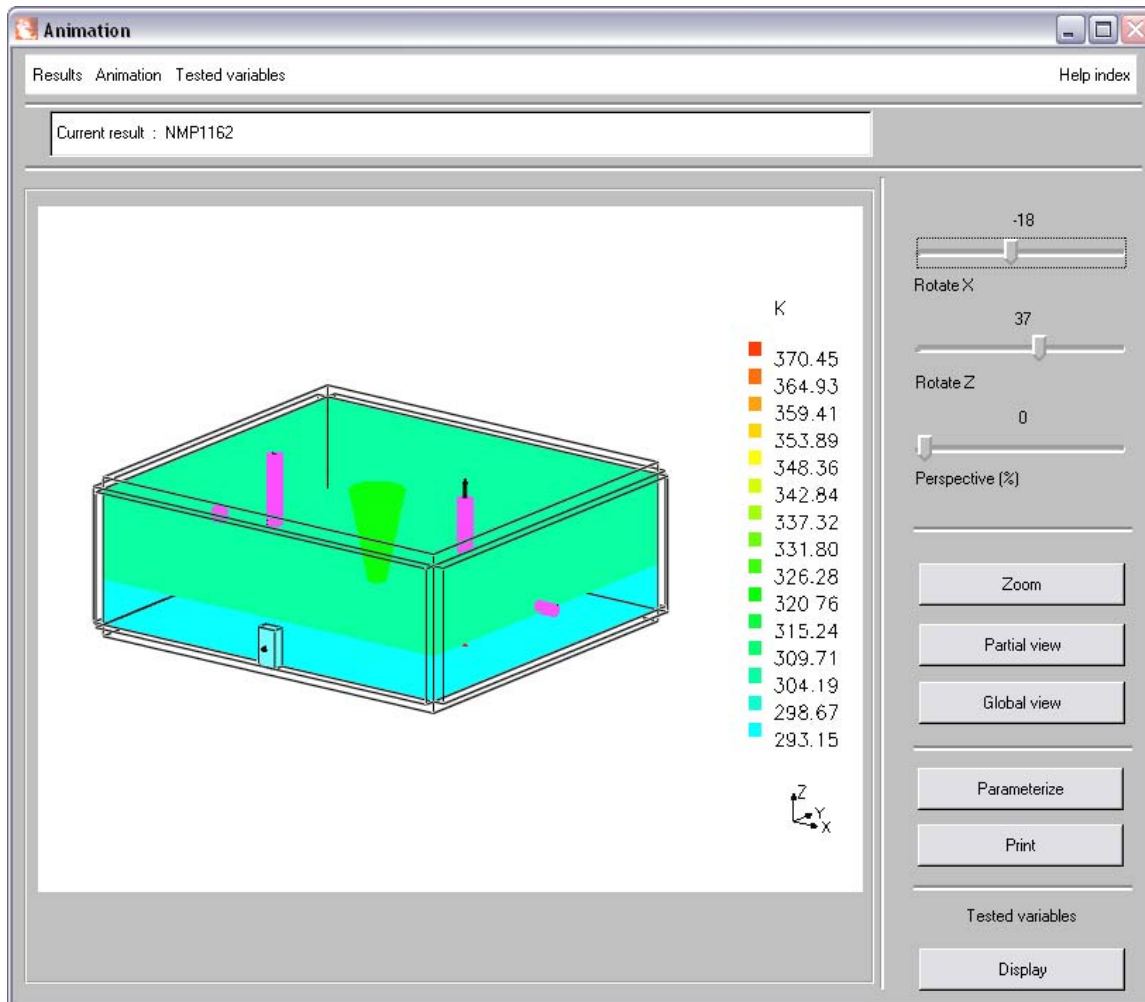 Animation
Results Animation Tested variables Help index
Current result : NMP1162
-18
Rotate X
37
Rotate Z
0
Perspective (%)
K
370.45
364.93
359.41
353.89
348.36
342.84
337.32
331.80
326.28
320.76
315.24
309.71
304.19
298.67
293.15
Z
Y
X
Zoom
Partial view
Global view
Parameterize
Print
Tested variables
Display